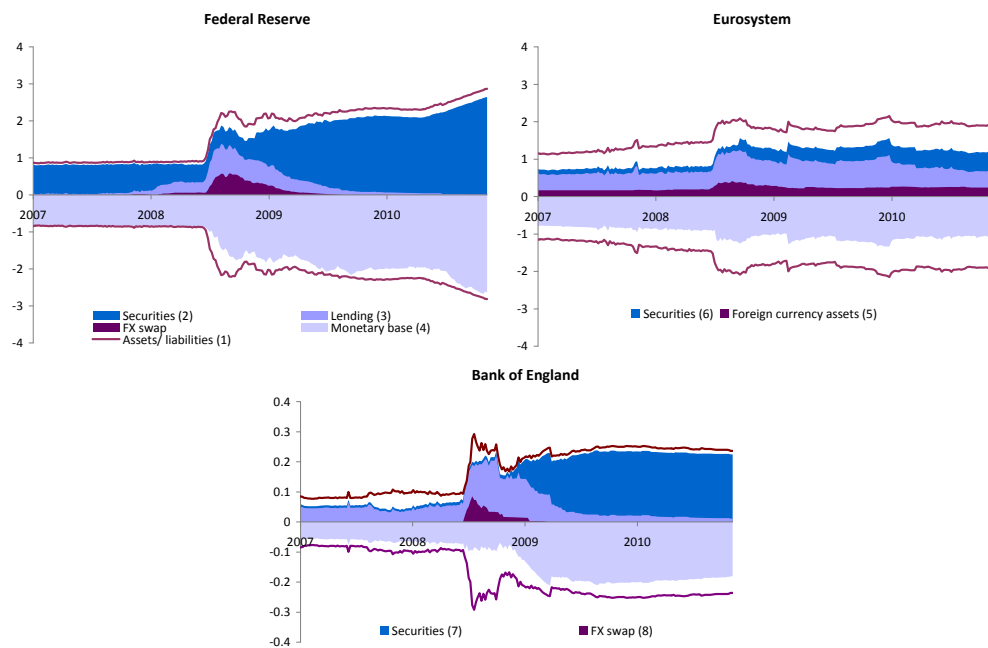 Federal Reserve
4
3
2
1
0
-1
-2
-3
-4
2007 2008 2009 2010
Securities (2) Lending (3)
FX swap Monetary base (4)
Assets/ liabilities (1)
Eurosystem
4
3
2
1
0
-1
-2
-3
-4
2007 2008 2009 2010
Securities (6) Foreign currency assets (5)
Bank of England
0.4
0.3
0.2
0.1
0
-0.1
-0.2
-0.3
-0.4
2007 2008 2009 2010
Securities (7) FX swap (8)